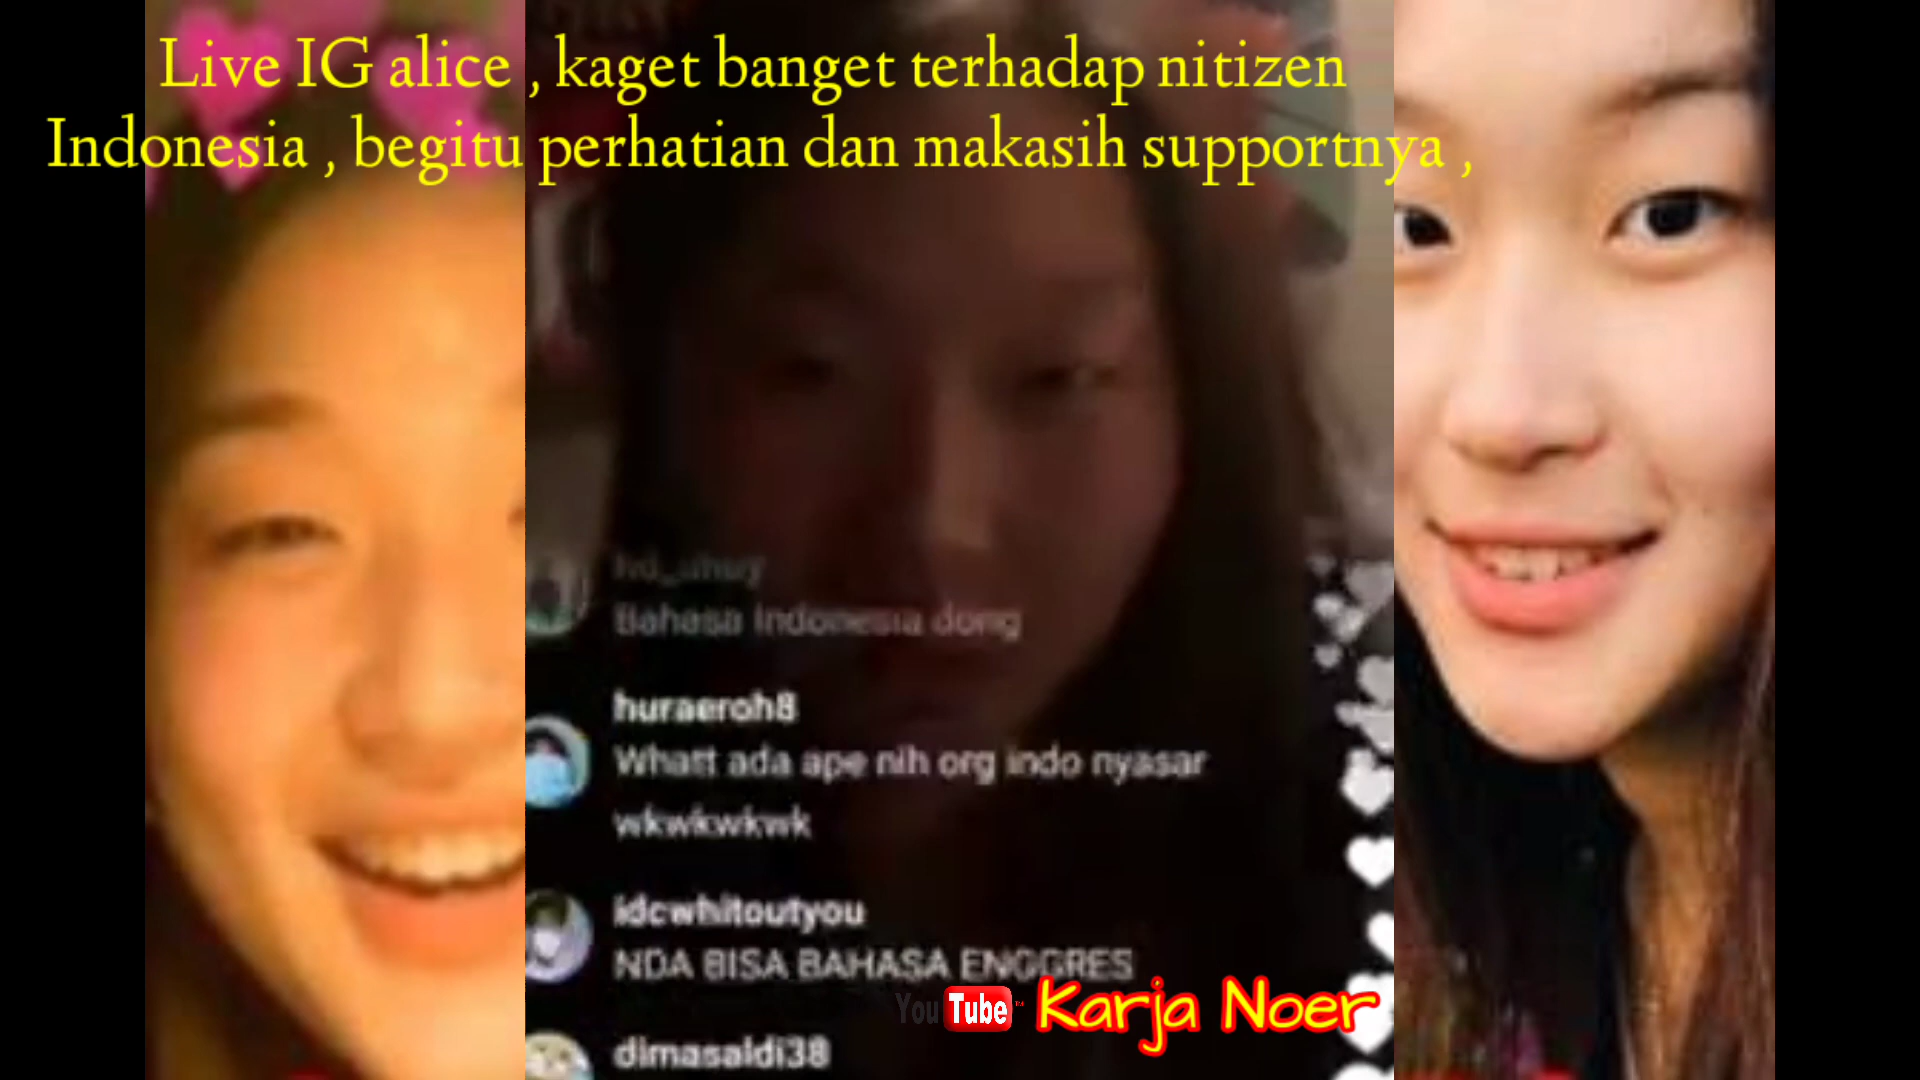 Live IG alice , kaget banget terhadap nitizen
Indonesia , begitu perhatian dan makasih supportnya ,
Bahasa Indonesia dong
huraeroh8
Whatt ada ape nih org indo nyasar
wkwkwkwk
idcwhitoutyou
NDA BISA BAHASA ENGGRES
YouTube™ Karja Noer
dimasaldi38